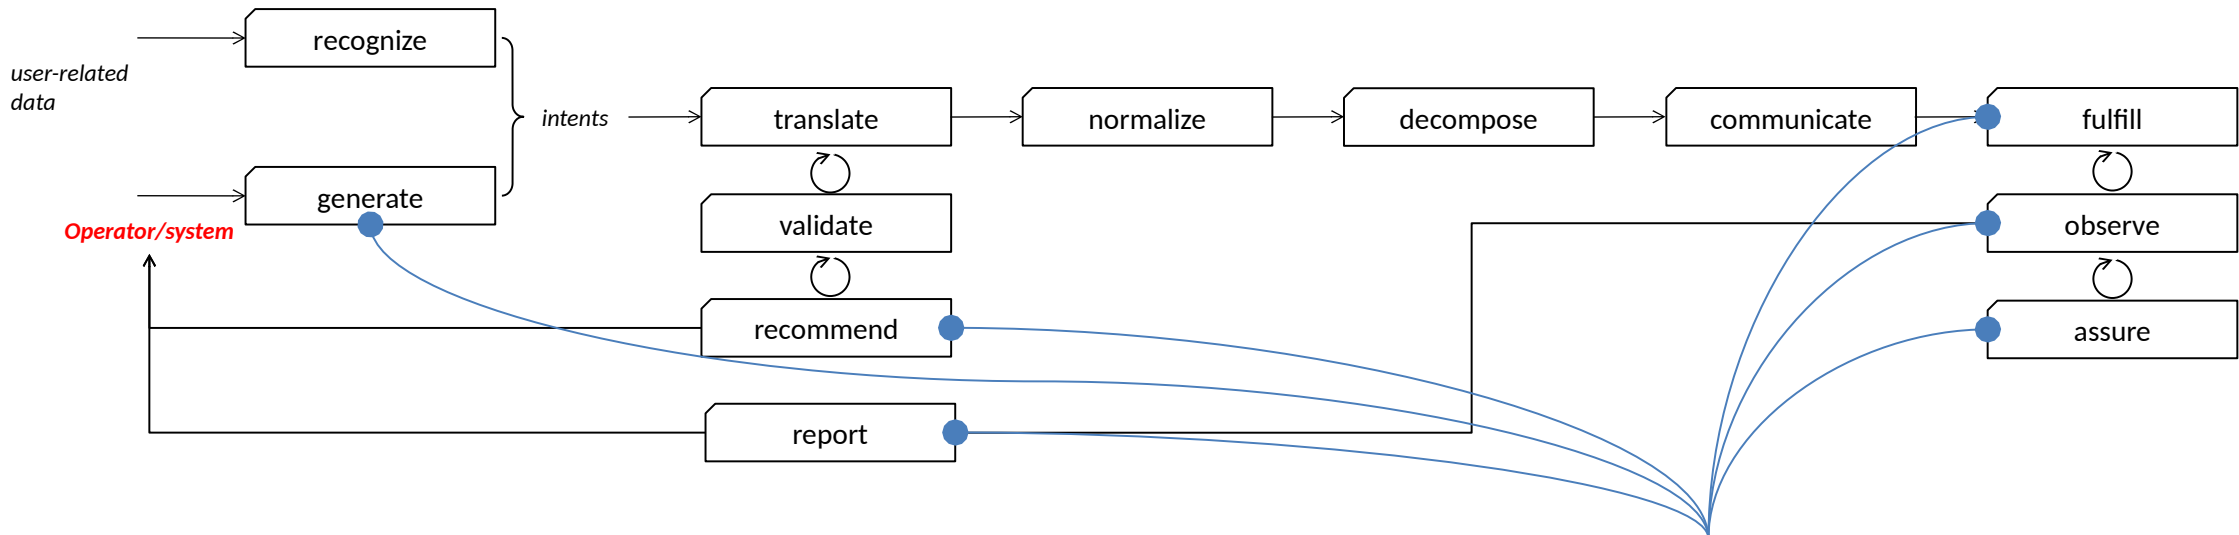 recognize
user-related
data
intents
translate
normalize
decompose
communicate
fulfill
generate
Operator/system
validate
observe
recommend
assure
report